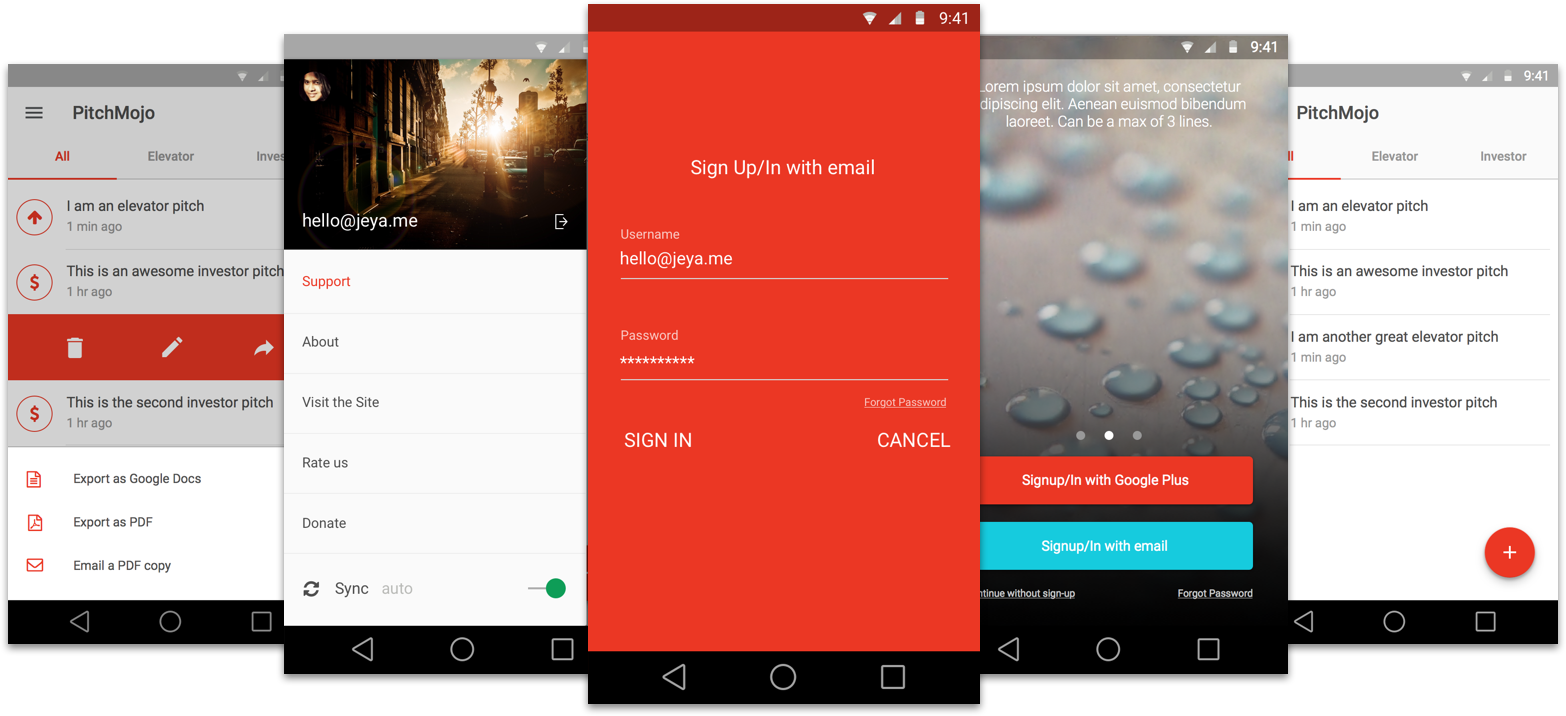 PitchMojo
All Elevator
I am an elevator pitch
1 min ago
This is an awesome investor pitch
1 hr ago
This is the second investor pitch
1 hr ago
Export as Google Docs
Export as PDF
Email a PDF copy
hello@jeya.me
Support
About
Visit the Site
Rate us
Donate
Sync auto
9:41
Sign Up/In with email
Username
hello@jeya.me
Password
**********
Forgot Password
SIGN IN CANCEL
9:41
Lorem ipsum dolor sit amet, consectetur
dipiscing elit. Aenean euismod bibendum
laoreet. Can be a max of 3 lines.
Signup/In with Google Plus
Signup/In with email
without sign-up Forgot Password
9:41
PitchMojo
Elevator Investor
I am an elevator pitch
1 min ago
This is an awesome investor pitch
1 hr ago
I am another great elevator pitch
1 min ago
This is the second investor pitch
1 hr ago